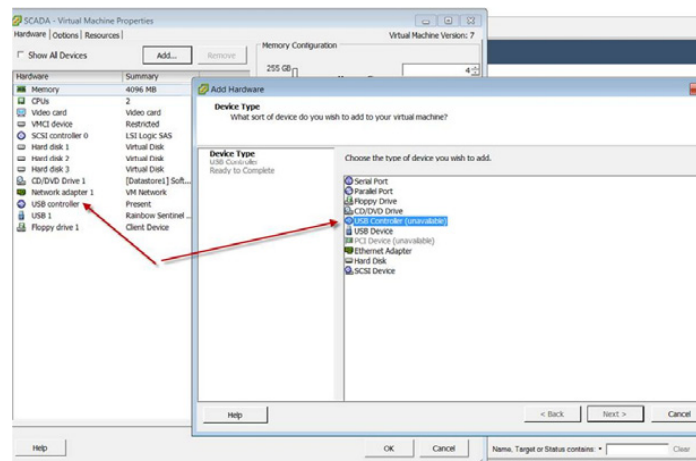 SCADA - Virtual Machine Properties
Hardware Options Resources
Virtual Machine Version: 7
Show All Devices
Add...
Remove
Memory Configuration
255 GB
4
Hardware Summary
Memory 4096 MB
CPUs 2
Video card Video card
VMCI device Restricted
SCSI controller 0 LSI Logic SAS
Hard disk 1 Virtual Disk
Hard disk 2 Virtual Disk
Hard disk 3 Virtual Disk
CD/DVD Drive 1 [Datastore1] Soft...
Network adapter 1 VM Network
USB controller Present
USB 1 Rainbow Sentinel ...
Floppy drive 1 Client Device
Help
OK
Cancel
Add Hardware
Device Type
What sort of device do you wish to add to your virtual machine?
Device Type
USB Controller
Ready to Complete
Choose the type of device you wish to add.
Serial Port
Parallel Port
Floppy Drive
CD/DVD Drive
USB Controller (unavailable)
USB Device
PCI Device (unavailable)
Ethernet Adapter
Hard Disk
SCSI Device
Help
< Back
Next >
Cancel
Name, Target or Status contains:
Clear